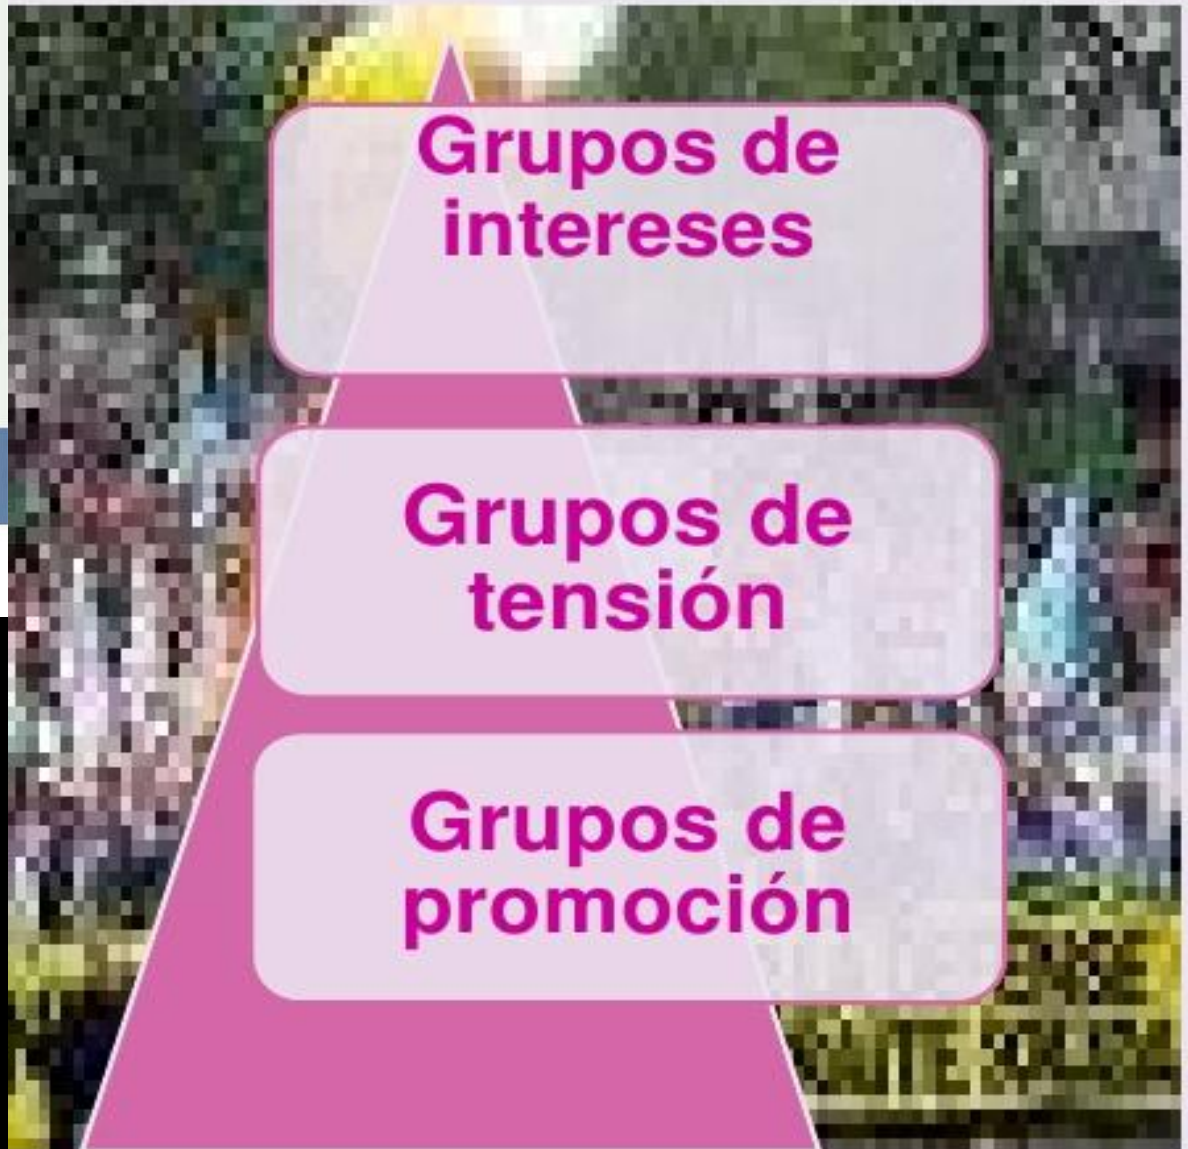 Grupos de
intereses
Grupos de
tensión
Grupos de
promoción